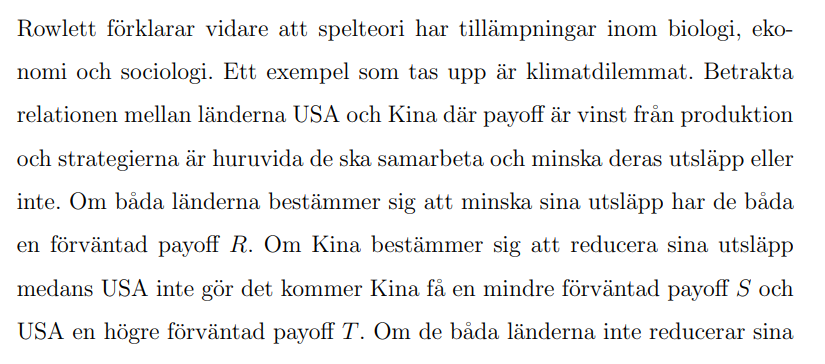 Rowlett förklarar vidare att spelteori har tillämpningar inom biologi, eko-
nomi och sociologi. Ett exempel som tas upp är klimatdilemmat. Betrakta
relationen mellan länderna USA och Kina där payoff är vinst från produktion
och strategierna är huruvida de ska samarbeta och minska deras utsläpp eller
inte. Om båda länderna bestämmer sig att minska sina utsläpp har de båda
en förväntad payoff R. Om Kina bestämmer sig att reducera sina utsläpp
medans USA inte gör det kommer Kina få en mindre förväntad payoff S och
USA en högre förväntad payoff T. Om de båda länderna inte reducerar sina